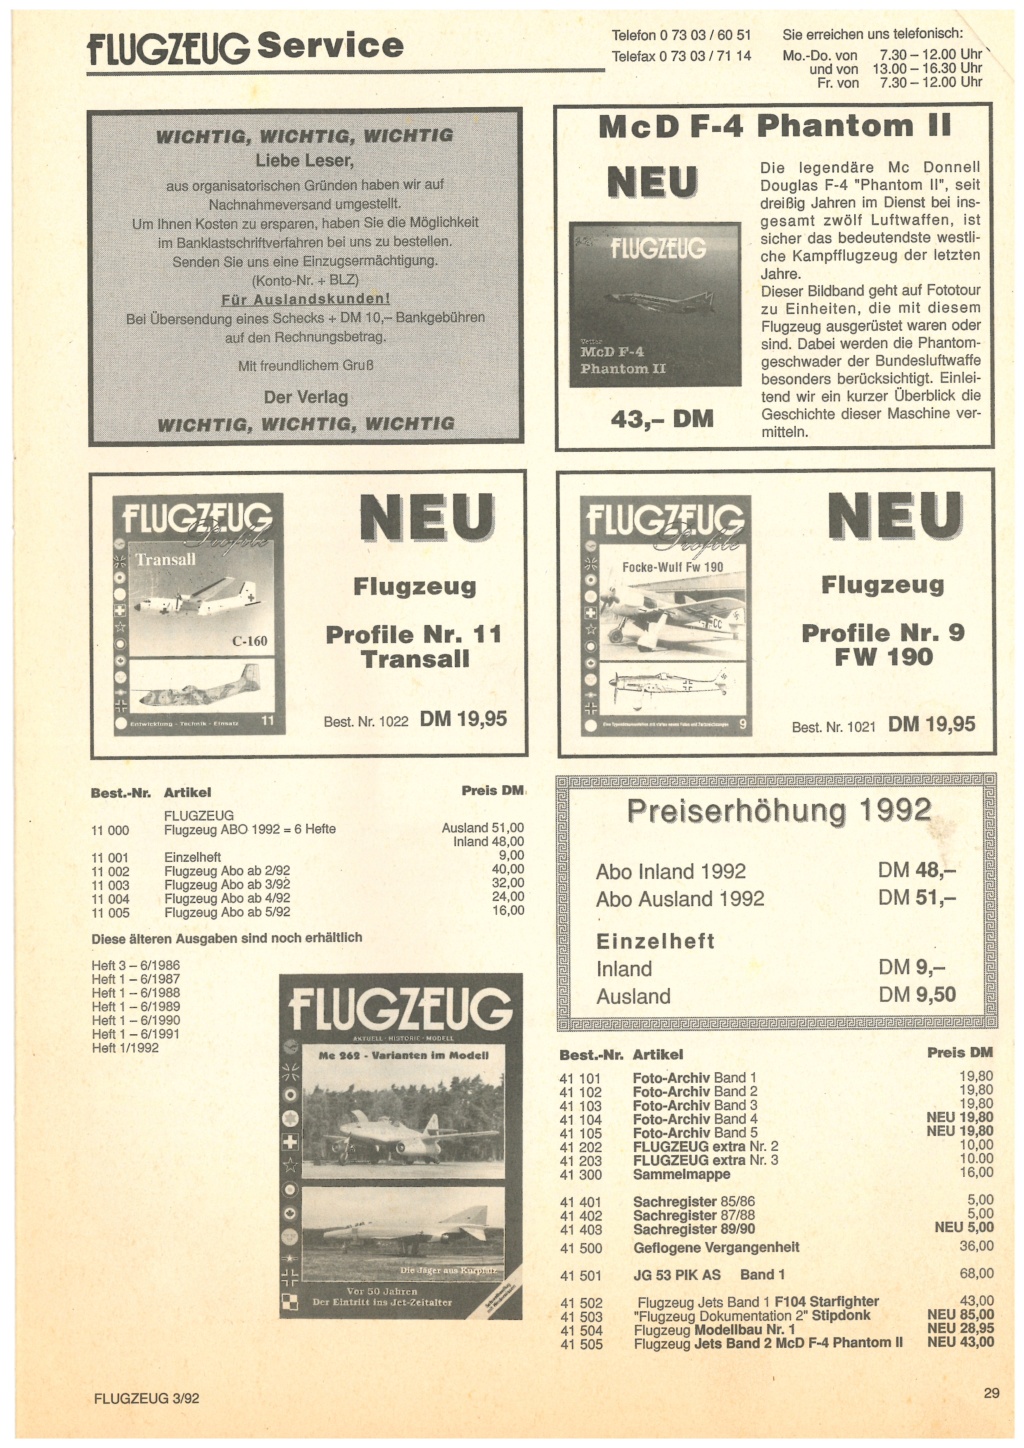 FLUGZEUG Service
Telefon 0 73 03 / 60 51
Telefax 0 73 03 / 71 14
Sie erreichen uns telefonisch:
Mo.-Do. von 7.30 – 12.00 Uhr
und von 13.00 – 16.30 Uhr
Fr. von 7.30 – 12.00 Uhr
WICHTIG, WICHTIG, WICHTIG
Liebe Leser,
aus organisatorischen Gründen haben wir auf
Nachnahmeversand umgestellt.
Um Ihnen Kosten zu ersparen, haben Sie die Möglichkeit
im Banklastschriftverfahren bei uns zu bestellen.
Senden Sie uns eine Einzugsermächtigung.
(Konto-Nr. + BLZ)
Für Auslandskunden!
Bei Übersendung eines Schecks + DM 10,– Bankgebühren
auf den Rechnungsbetrag.
Mit freundlichem Gruß
Der Verlag
WICHTIG, WICHTIG, WICHTIG
McD F-4 Phantom II
NEU
FLUGZEUG
McD F-4
Phantom II
43,– DM
Die legendäre Mc Donnell
Douglas F-4 "Phantom II", seit
dreißig Jahren im Dienst bei ins-
gesamt zwölf Luftwaffen, ist
sicher das bedeutendste westli-
che Kampfflugzeug der letzten
Jahre.
Dieser Bildband geht auf Fototour
zu Einheiten, die mit diesem
Flugzeug ausgerüstet waren oder
sind. Dabei werden die Phantom-
geschwader der Bundesluftwaffe
besonders berücksichtigt. Einlei-
tend wir ein kurzer Überblick die
Geschichte dieser Maschine ver-
mitteln.
FLUGZEUG
Profile
Transall
C-160
Entwicklung - Technik - Einsatz 11
NEU
Flugzeug
Profile Nr. 11
Transall
Best. Nr. 1022 DM 19,95
FLUGZEUG
Profile
Focke-Wulf Fw 190
9
NEU
Flugzeug
Profile Nr. 9
FW 190
Best. Nr. 1021 DM 19,95
Best.-Nr. Artikel Preis DM
FLUGZEUG
11 000 Flugzeug ABO 1992 = 6 Hefte Ausland 51,00
Inland 48,00
11 001 Einzelheft 9,00
11 002 Flugzeug Abo ab 2/92 40,00
11 003 Flugzeug Abo ab 3/92 32,00
11 004 Flugzeug Abo ab 4/92 24,00
11 005 Flugzeug Abo ab 5/92 16,00
Diese älteren Ausgaben sind noch erhältlich
Heft 3 – 6/1986
Heft 1 – 6/1987
Heft 1 – 6/1988
Heft 1 – 6/1989
Heft 1 – 6/1990
Heft 1 – 6/1991
Heft 1/1992
FLUGZEUG
AKTUELL · HISTORIE · MODELL
Me 262 - Varianten im Modell
Die Jäger aus Kurpfalz
Vor 50 Jahren
Der Eintritt ins Jet-Zeitalter
Preiserhöhung 1992
Abo Inland 1992 DM 48,–
Abo Ausland 1992 DM 51,–
Einzelheft
Inland DM 9,–
Ausland DM 9,50
Best.-Nr. Artikel Preis DM
41 101 Foto-Archiv Band 1 19,80
41 102 Foto-Archiv Band 2 19,80
41 103 Foto-Archiv Band 3 19,80
41 104 Foto-Archiv Band 4 NEU 19,80
41 105 Foto-Archiv Band 5 NEU 19,80
41 202 FLUGZEUG extra Nr. 2 10,00
41 203 FLUGZEUG extra Nr. 3 10.00
41 300 Sammelmappe 16,00
41 401 Sachregister 85/86 5,00
41 402 Sachregister 87/88 5,00
41 403 Sachregister 89/90 NEU 5,00
41 500 Geflogene Vergangenheit 36,00
41 501 JG 53 PIK AS Band 1 68,00
41 502 Flugzeug Jets Band 1 F104 Starfighter 43,00
41 503 "Flugzeug Dokumentation 2" Stipdonk NEU 85,00
41 504 Flugzeug Modellbau Nr. 1 NEU 28,95
41 505 Flugzeug Jets Band 2 McD F-4 Phantom II NEU 43,00
FLUGZEUG 3/92
29